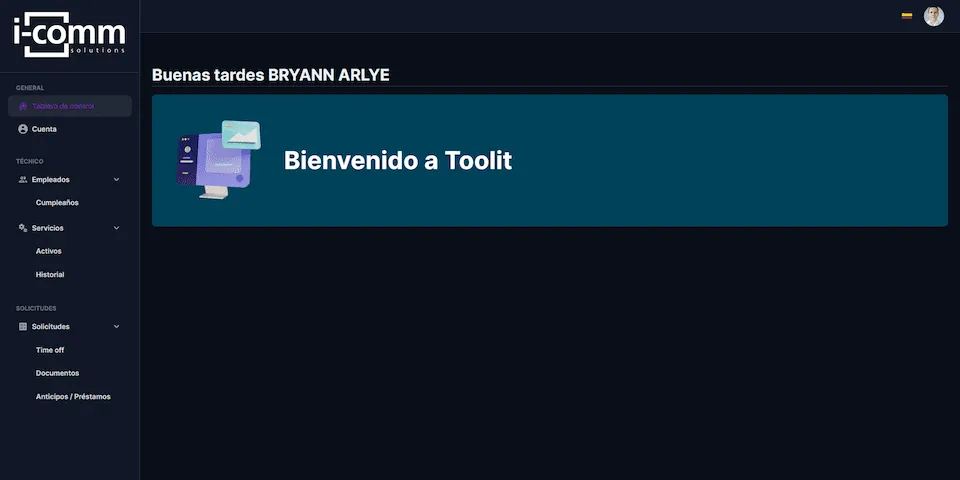 i-comm
solutions
GENERAL
Tablero de control
Cuenta
TÉCNICO
Empleados
Cumpleaños
Servicios
Activos
Historial
SOLICITUDES
Solicitudes
Time off
Documentos
Anticipos / Préstamos
Buenas tardes BRYANN ARLYE
Bienvenido a Toolit